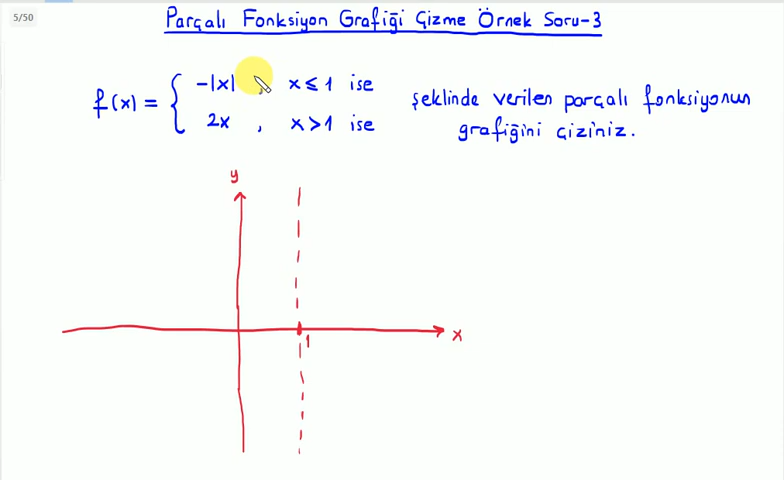 5/50
Parçalı Fonksiyon Grafiği Çizme Örnek Soru-3
f(x) = { -|x| , x ≤ 1 ise
2x , x > 1 ise
şeklinde verilen parçalı fonksiyonun
grafiğini çiziniz.
y
x
1